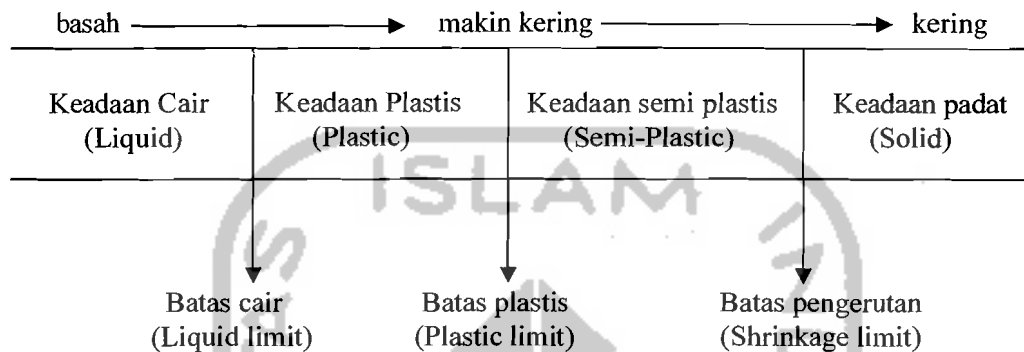 basah makin kering kering
Keadaan Cair Keadaan Plastis Keadaan semi plastis Keadaan padat
(Liquid) (Plastic) (Semi-Plastic) (Solid)
ISLAM
Batas cair Batas plastis Batas pengerutan
(Liquid limit) (Plastic limit) (Shrinkage limit)